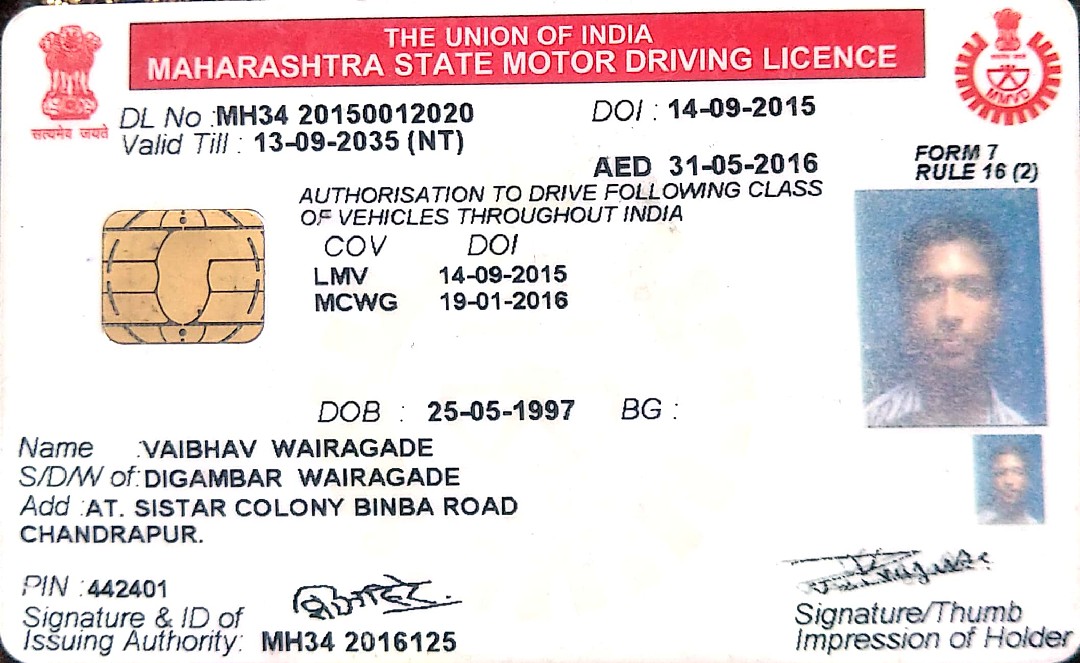 THE UNION OF INDIA
MAHARASHTRA STATE MOTOR DRIVING LICENCE
सत्यमेव जयते
MMVD
DL No :MH34 20150012020 DOI : 14-09-2015
Valid Till : 13-09-2035 (NT)
AED 31-05-2016
FORM 7
RULE 16 (2)
AUTHORISATION TO DRIVE FOLLOWING CLASS
OF VEHICLES THROUGHOUT INDIA
COV DOI
LMV 14-09-2015
MCWG 19-01-2016
DOB : 25-05-1997 BG :
Name :VAIBHAV WAIRAGADE
S/D/W of:DIGAMBAR WAIRAGADE
Add :AT. SISTAR COLONY BINBA ROAD
CHANDRAPUR.
PIN :442401
Signature & ID of
Issuing Authority: MH34 2016125
Signature/Thumb
Impression of Holder